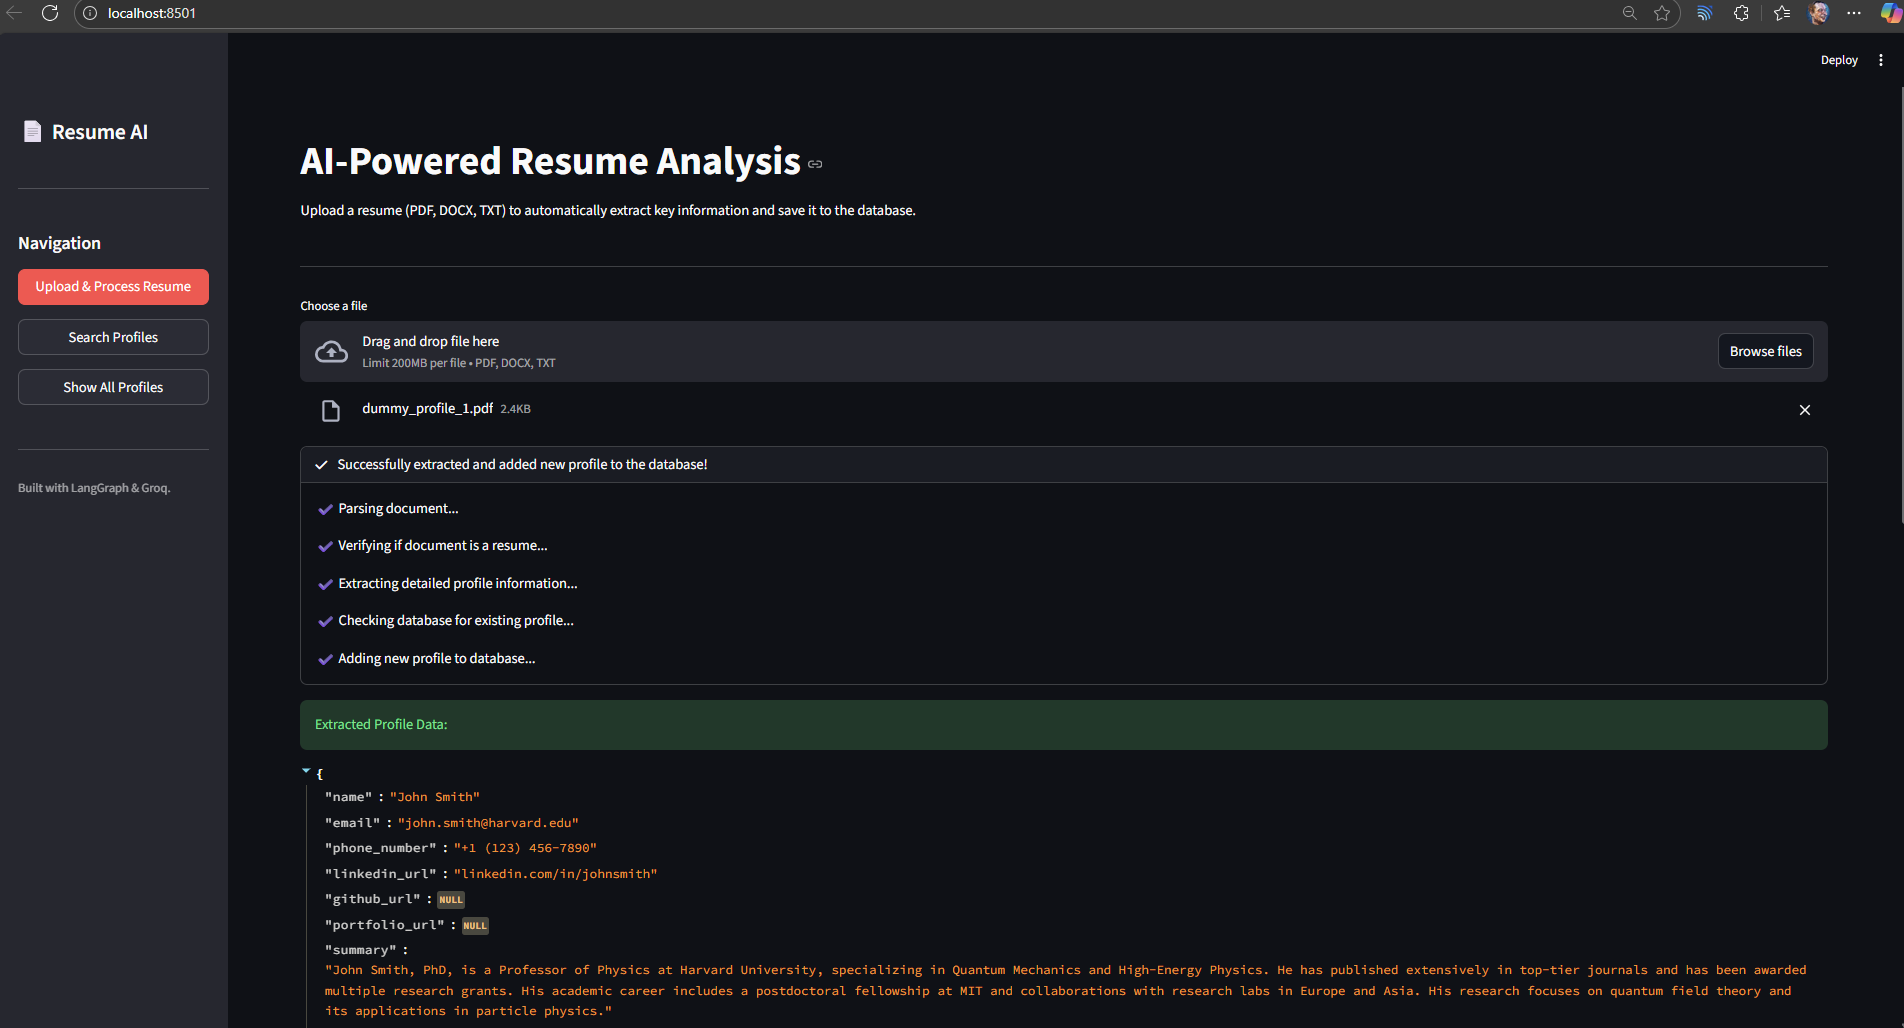 localhost:8501
Deploy
Resume AI
Navigation
Upload & Process Resume
Search Profiles
Show All Profiles
Built with LangGraph & Groq.
AI-Powered Resume Analysis
Upload a resume (PDF, DOCX, TXT) to automatically extract key information and save it to the database.
Choose a file
Drag and drop file here
Limit 200MB per file • PDF, DOCX, TXT
Browse files
dummy_profile_1.pdf 2.4KB
Successfully extracted and added new profile to the database!
Parsing document...
Verifying if document is a resume...
Extracting detailed profile information...
Checking database for existing profile...
Adding new profile to database...
Extracted Profile Data:
{
"name" : "John Smith"
"email" : "john.smith@harvard.edu"
"phone_number" : "+1 (123) 456-7890"
"linkedin_url" : "linkedin.com/in/johnsmith"
"github_url" : NULL
"portfolio_url" : NULL
"summary" :
"John Smith, PhD, is a Professor of Physics at Harvard University, specializing in Quantum Mechanics and High-Energy Physics. He has published extensively in top-tier journals and has been awarded
multiple research grants. His academic career includes a postdoctoral fellowship at MIT and collaborations with research labs in Europe and Asia. His research focuses on quantum field theory and
its applications in particle physics."